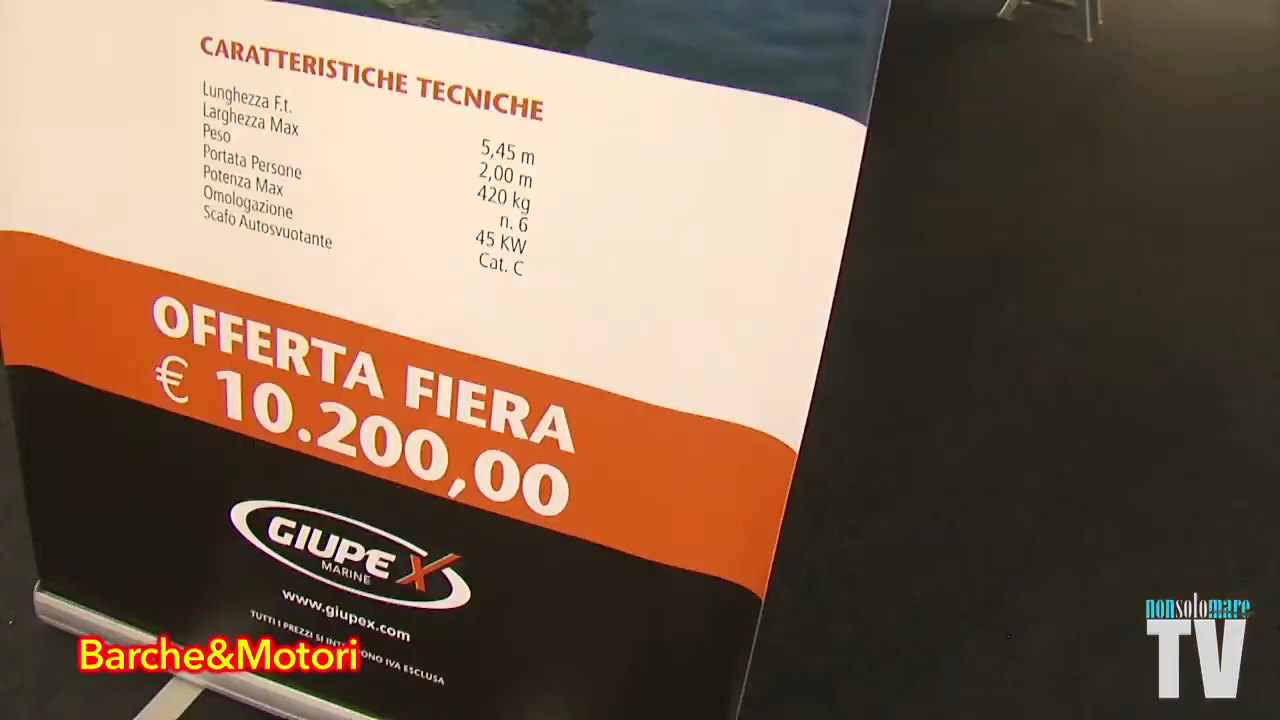 CARATTERISTICHE TECNICHE
Lunghezza F.t. 5,45 m
Larghezza Max 2,00 m
Peso 420 kg
Portata Persone n. 6
Potenza Max 45 KW
Omologazione Cat. C
Scafo Autosvuotante
OFFERTA FIERA
€ 10.200,00
GIUPEX
MARINE
www.giupex.com
TUTTI I PREZZI SI IVA ESCLUSA
Barche&Motori
nonsolomare
TV